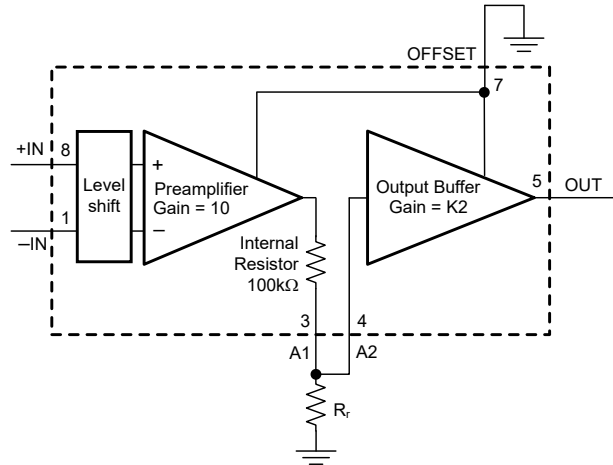 OFFSET
7
+IN 8
Level
shift
+
Preamplifier
Gain = 10
–
1
–IN
Output Buffer
Gain = K2
5 OUT
Internal
Resistor
100kΩ
3 4
A1 A2
Rr